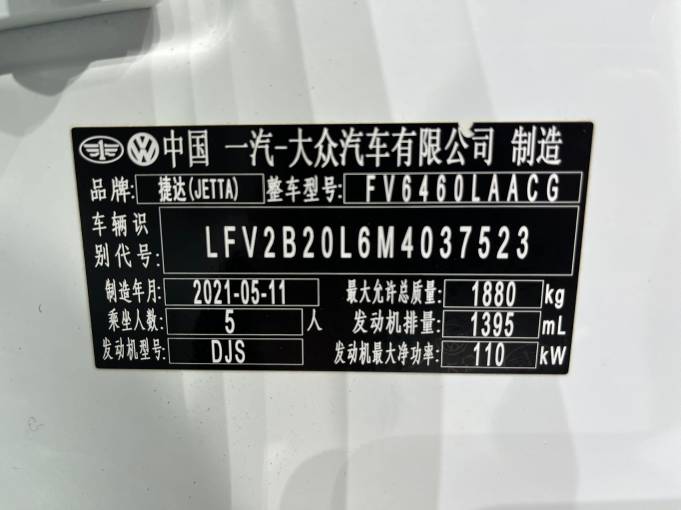 中国 一汽-大众汽车有限公司 制造
品牌: 捷达(JETTA) 整车型号: FV6460LAACG
车辆识别代号: LFV2B20L6M4037523
制造年月: 2021-05-11 最大允许总质量: 1880 kg
乘坐人数: 5 人 发动机排量: 1395 mL
发动机型号: DJS 发动机最大净功率: 110 kW